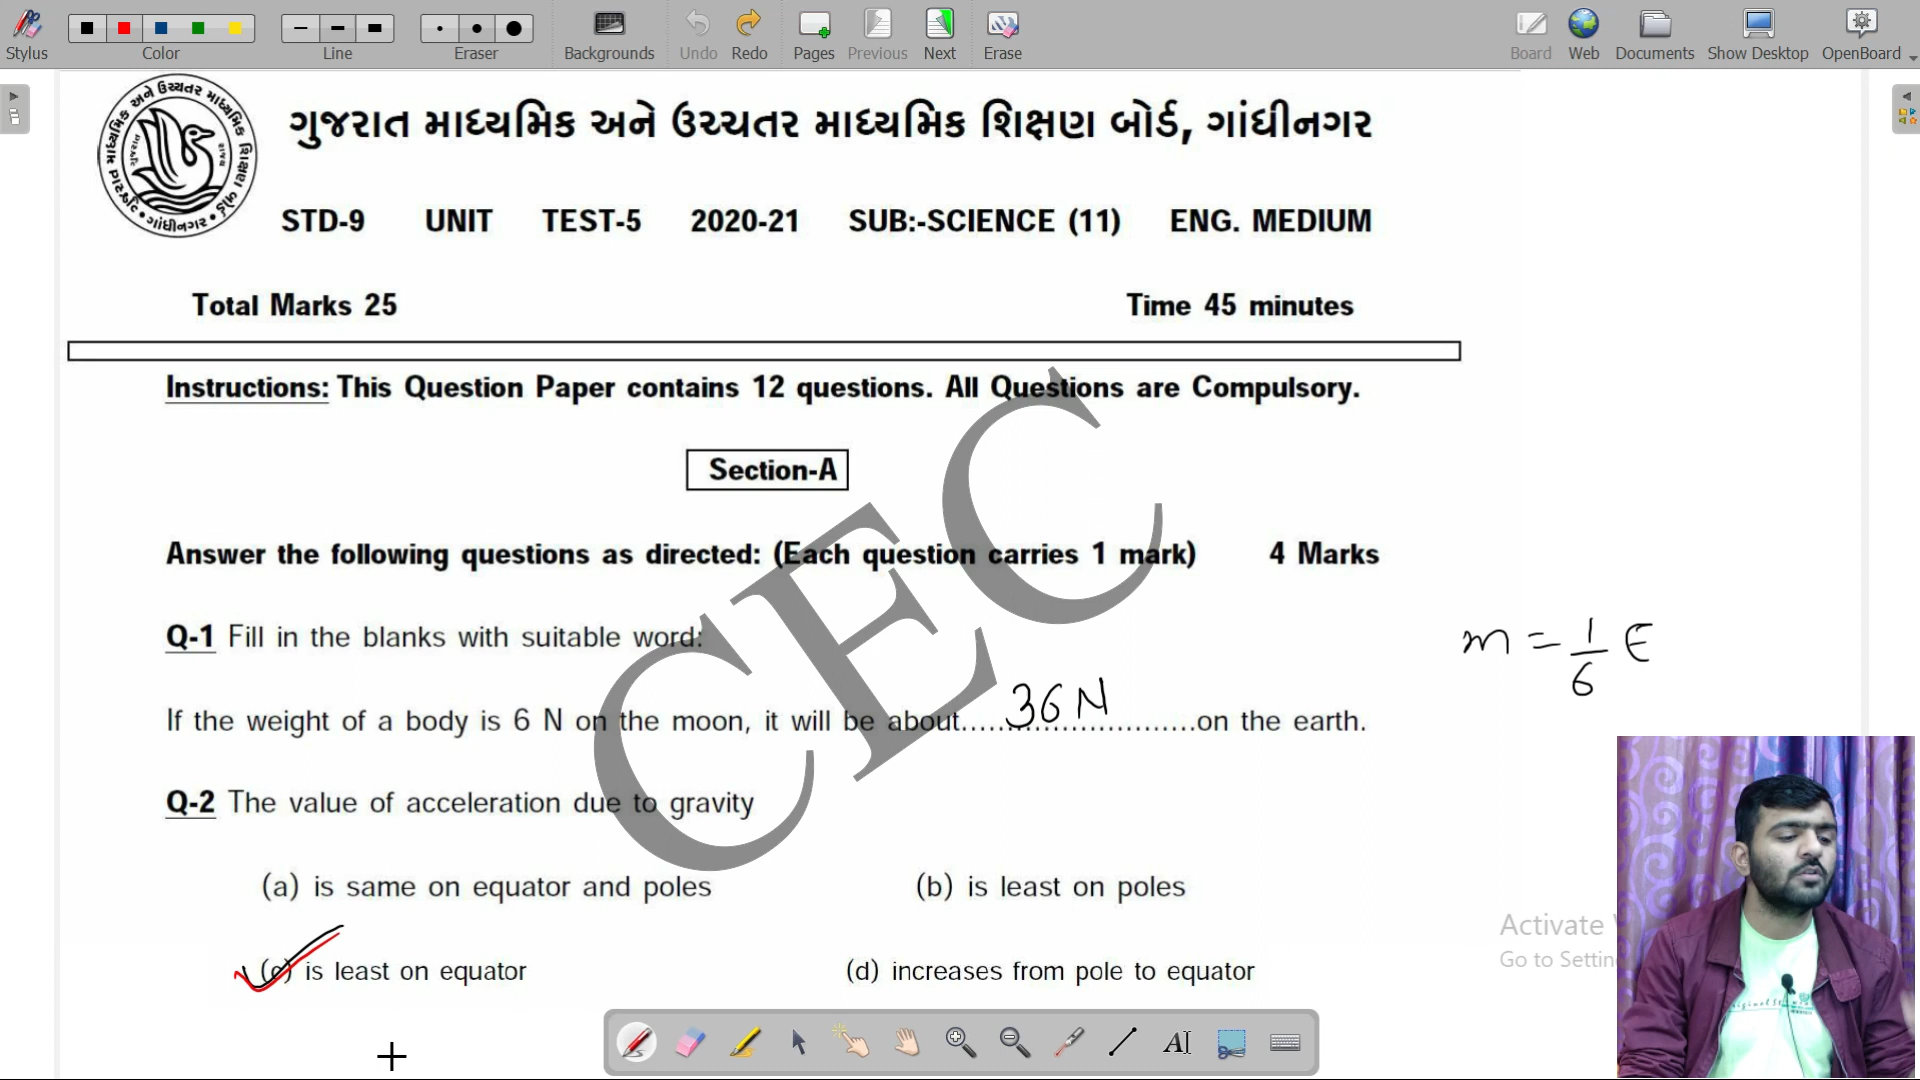 Stylus Color Line Eraser Backgrounds Undo Redo Pages Previous Next Erase Board Web Documents Show Desktop OpenBoard
ગુજરાત માધ્યમિક અને ઉચ્ચતર માધ્યમિક શિક્ષણ બોર્ડ, ગાંધીનગર
STD-9 UNIT TEST-5 2020-21 SUB:-SCIENCE (11) ENG. MEDIUM
Total Marks 25 Time 45 minutes
Instructions: This Question Paper contains 12 questions. All Questions are Compulsory.
Section-A
Answer the following questions as directed: (Each question carries 1 mark) 4 Marks
Q-1 Fill in the blanks with suitable word:
m = 1/6 E
If the weight of a body is 6 N on the moon, it will be about.....36 N..........on the earth.
Q-2 The value of acceleration due to gravity
(a) is same on equator and poles (b) is least on poles
(c) is least on equator (d) increases from pole to equator
CEC
Activate
Go to Settin